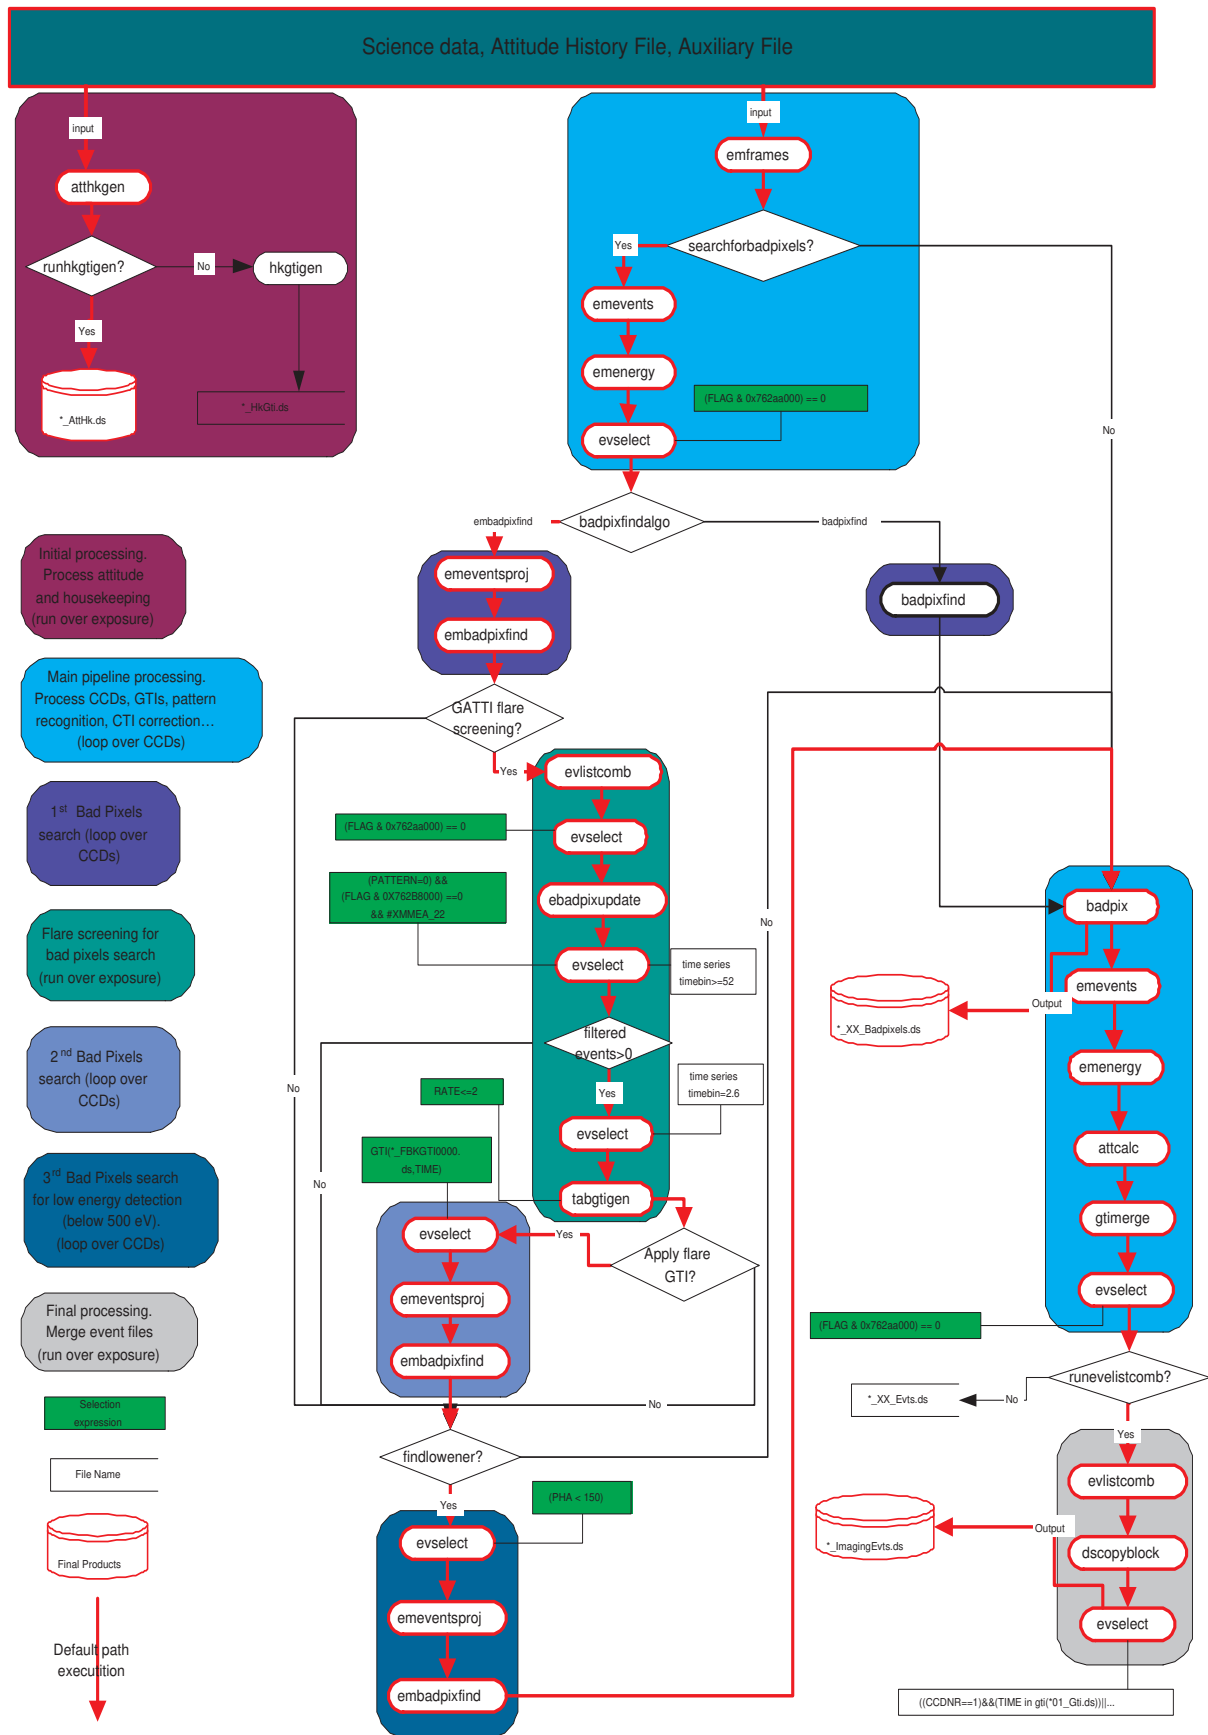 Science data, Attitude History File, Auxiliary File
input
atthkgen
runhkgtigen?
No
hkgtigen
Yes
*_AttHk.ds
*_HkGti.ds
input
emframes
searchforbadpixels?
Yes
emevents
emenergy
(FLAG & 0x762aa000) == 0
evselect
No
badpixfindalgo
embadpixfind
badpixfind
emeventsproj
embadpixfind
badpixfind
Initial processing.
Process attitude
and housekeeping
(run over exposure)
Main pipeline processing.
Process CCDs, GTIs, pattern
recognition, CTI correction...
(loop over CCDs)
1st Bad Pixels
search (loop over
CCDs)
Flare screening for
bad pixels search
(run over exposure)
2nd Bad Pixels
search (loop over
CCDs)
3rd Bad Pixels search
for low energy detection
(below 500 eV).
(loop over CCDs)
Final processing.
Merge event files
(run over exposure)
Selection
expression
File Name
Final Products
Default path
executition
GATTI flare
screening?
Yes
evlistcomb
(FLAG & 0x762aa000) == 0
evselect
(PATTERN=0) &&
(FLAG & 0X762B8000) ==0
&& #XMMEA_22
ebadpixupdate
evselect
time series
timebin>=52
filtered
events>0
No
No
No
Yes
RATE<=2
time series
timebin=2.6
evselect
GTI(*_FBKGTI0000.
ds,TIME)
tabgtigen
evselect
Yes
Apply flare
GTI?
emeventsproj
embadpixfind
No
findlowener?
Yes
(PHA < 150)
evselect
emeventsproj
embadpixfind
badpix
emevents
Output
*_XX_Badpixels.ds
emenergy
attcalc
gtimerge
evselect
(FLAG & 0x762aa000) == 0
runevelistcomb?
*_XX_Evts.ds
No
Yes
evlistcomb
Output
*_ImagingEvts.ds
dscopyblock
evselect
((CCDNR==1)&&(TIME in gti(*01_Gti.ds))||...